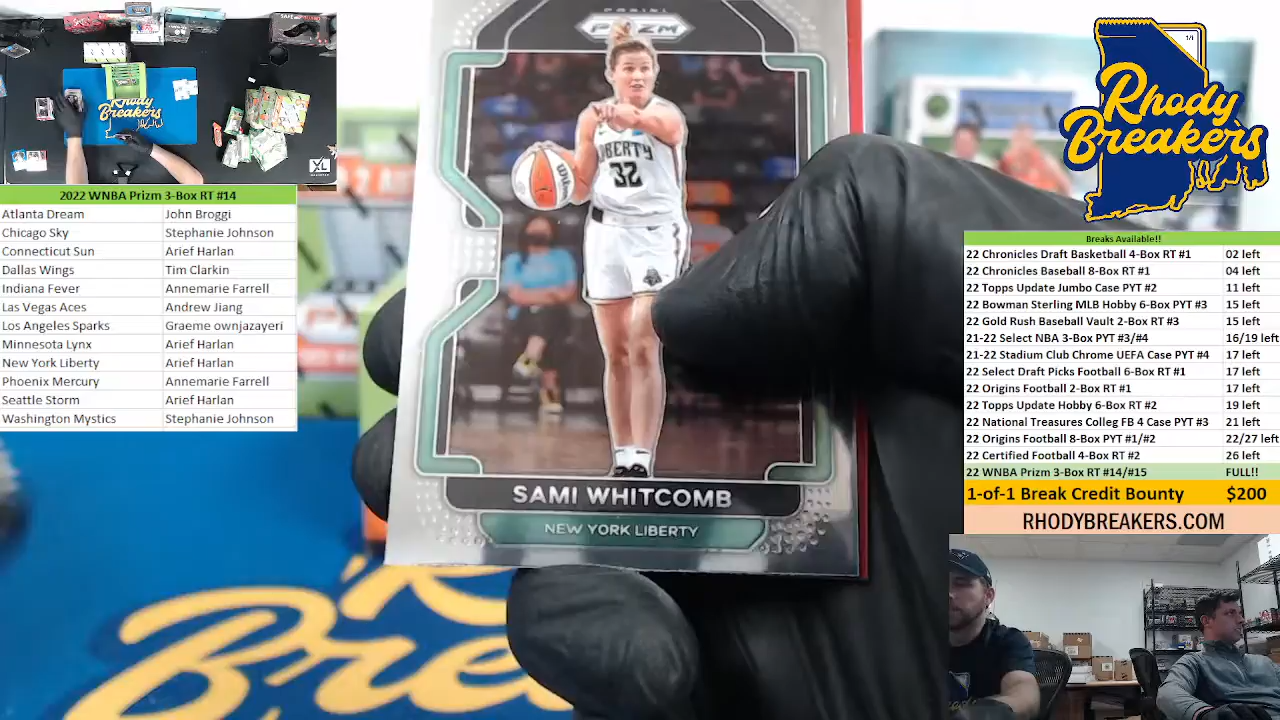 2022 WNBA Prizm 3-Box RT #14
Atlanta Dream John Broggi
Chicago Sky Stephanie Johnson
Connecticut Sun Arief Harlan
Dallas Wings Tim Clarkin
Indiana Fever Annemarie Farrell
Las Vegas Aces Andrew Jiang
Los Angeles Sparks Graeme ownjazayeri
Minnesota Lynx Arief Harlan
New York Liberty Arief Harlan
Phoenix Mercury Annemarie Farrell
Seattle Storm Arief Harlan
Washington Mystics Stephanie Johnson
Rhody
Breakers
XL
PANINI
PRIZM
LIBERTY
32
Wilson
SAMI WHITCOMB
NEW YORK LIBERTY
1/1
Rhody
Breakers
Breaks Available!!
22 Chronicles Draft Basketball 4-Box RT #1 02 left
22 Chronicles Baseball 8-Box RT #1 04 left
22 Topps Update Jumbo Case PYT #2 11 left
22 Bowman Sterling MLB Hobby 6-Box PYT #3 15 left
22 Gold Rush Baseball Vault 2-Box RT #3 15 left
21-22 Select NBA 3-Box PYT #3/#4 16/19 left
21-22 Stadium Club Chrome UEFA Case PYT #4 17 left
22 Select Draft Picks Football 6-Box RT #1 17 left
22 Origins Football 2-Box RT #1 17 left
22 Topps Update Hobby 6-Box RT #2 19 left
22 National Treasures Colleg FB 4 Case PYT #3 21 left
22 Origins Football 8-Box PYT #1/#2 22/27 left
22 Certified Football 4-Box RT #2 26 left
22 WNBA Prizm 3-Box RT #14/#15 FULL!!
1-of-1 Break Credit Bounty $200
RHODYBREAKERS.COM